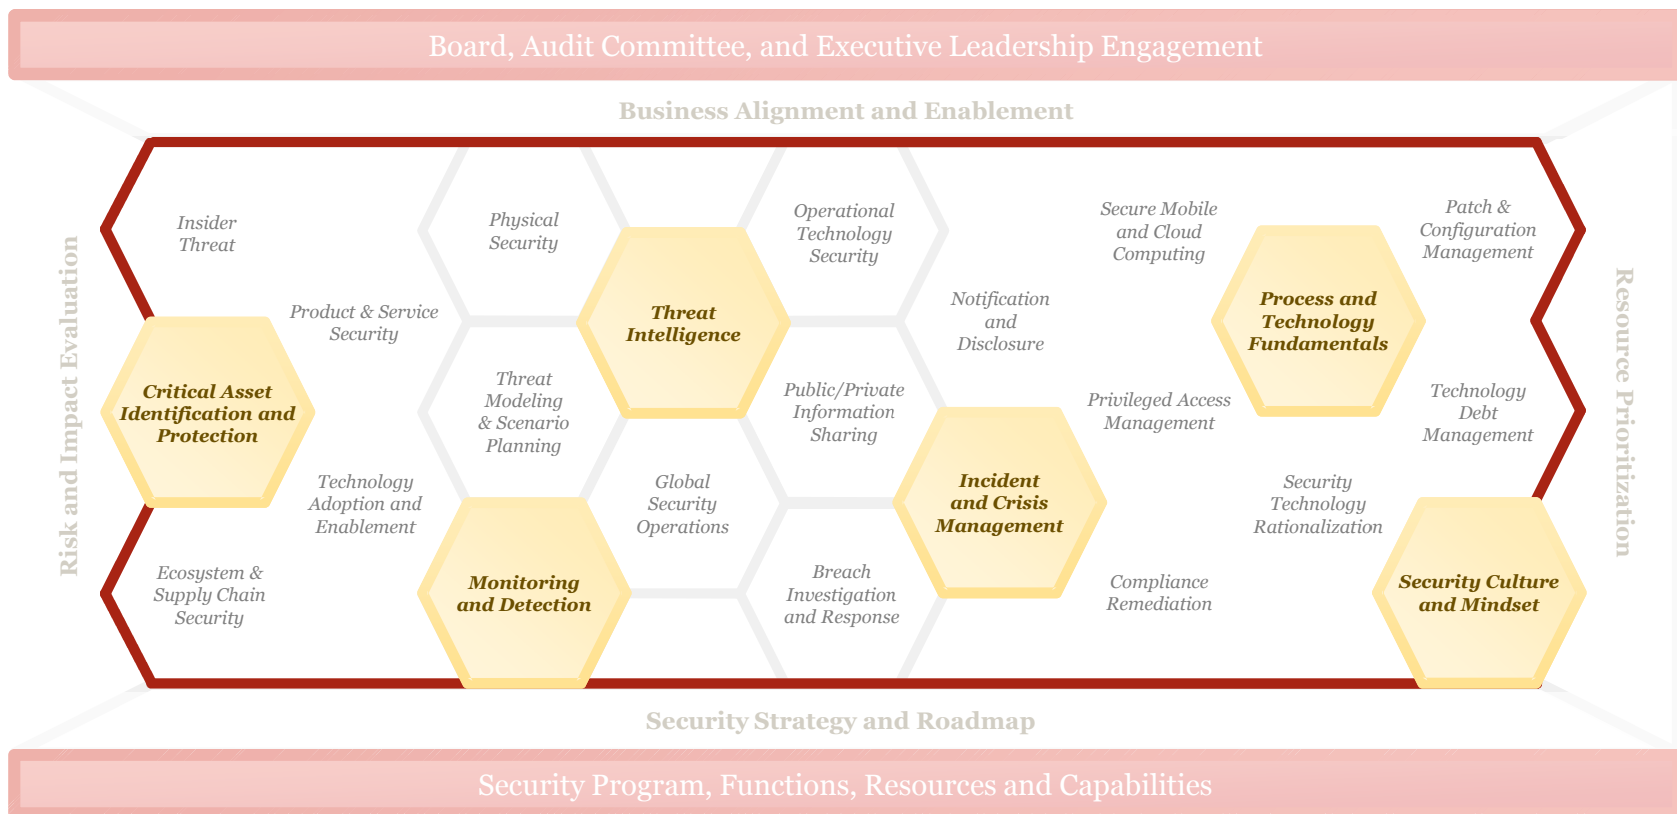 Board, Audit Committee, and Executive Leadership Engagement
Business Alignment and Enablement
Risk and Impact Evaluation
Insider
Threat
Product & Service
Security
Critical Asset
Identification and
Protection
Technology
Adoption and
Enablement
Ecosystem &
Supply Chain
Security
Physical
Security
Threat
Intelligence
Threat
Modeling
& Scenario
Planning
Monitoring
and Detection
Global
Security
Operations
Operational
Technology
Security
Public/Private
Information
Sharing
Breach
Investigation
and Response
Notification
and
Disclosure
Incident
and Crisis
Management
Secure Mobile
and Cloud
Computing
Privileged Access
Management
Compliance
Remediation
Process and
Technology
Fundamentals
Security
Technology
Rationalization
Patch &
Configuration
Management
Technology
Debt
Management
Security Culture
and Mindset
Resource Prioritization
Security Strategy and Roadmap
Security Program, Functions, Resources and Capabilities